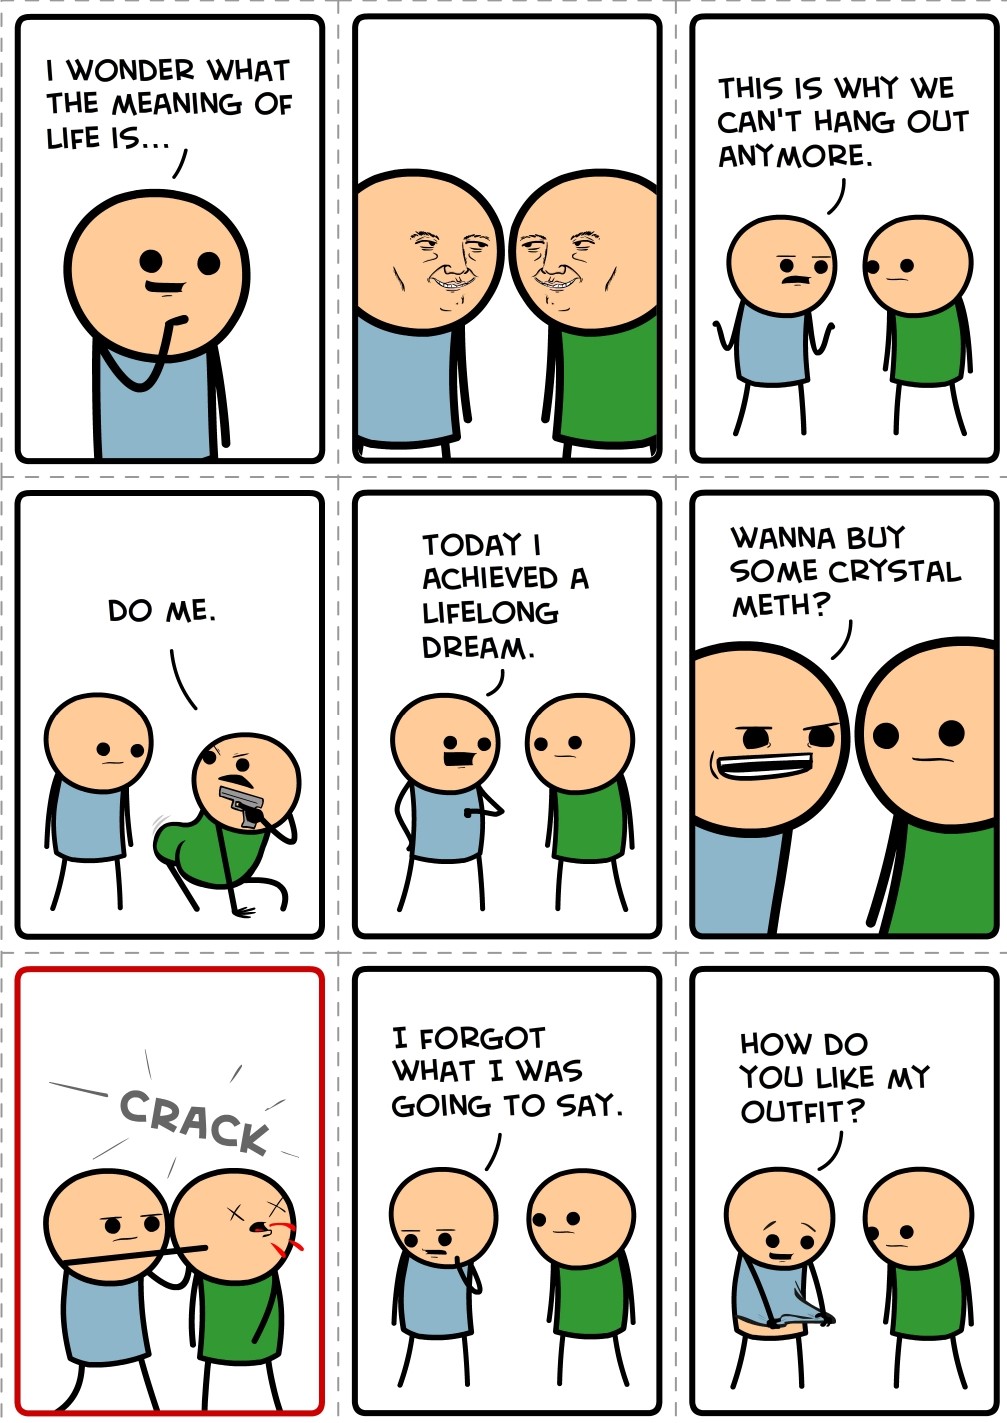 I WONDER WHAT
THE MEANING OF
LIFE IS...
THIS IS WHY WE
CAN'T HANG OUT
ANYMORE.
DO ME.
TODAY I
ACHIEVED A
LIFELONG
DREAM.
WANNA BUY
SOME CRYSTAL
METH?
CRACK
I FORGOT
WHAT I WAS
GOING TO SAY.
HOW DO
YOU LIKE MY
OUTFIT?